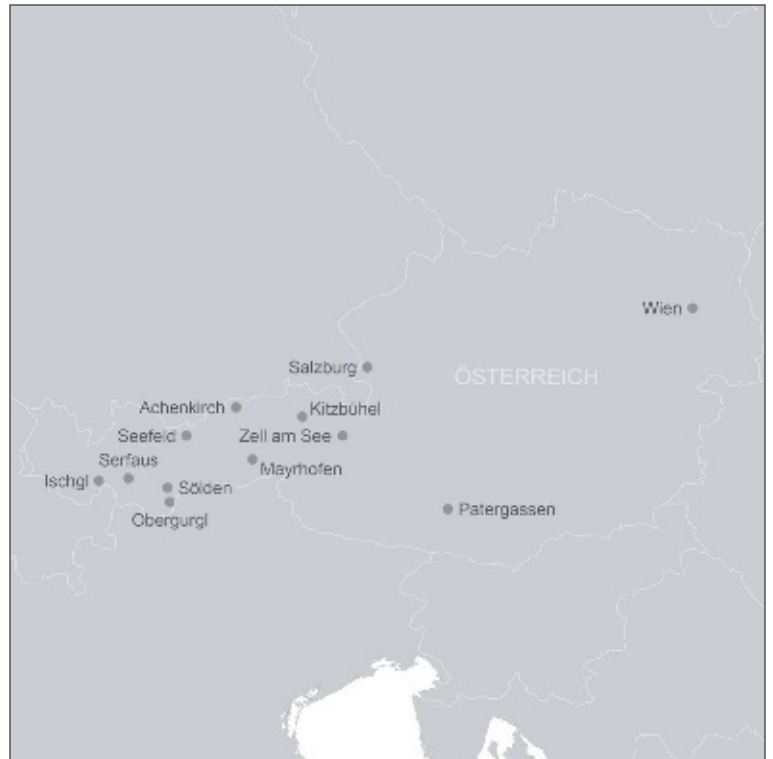 Wien
Salzburg
ÖSTERREICH
Achenkirch
Kitzbühel
Seefeld
Zell am See
Serfaus
Mayrhofen
Ischgl
Sölden
Obergurgl
Patergassen